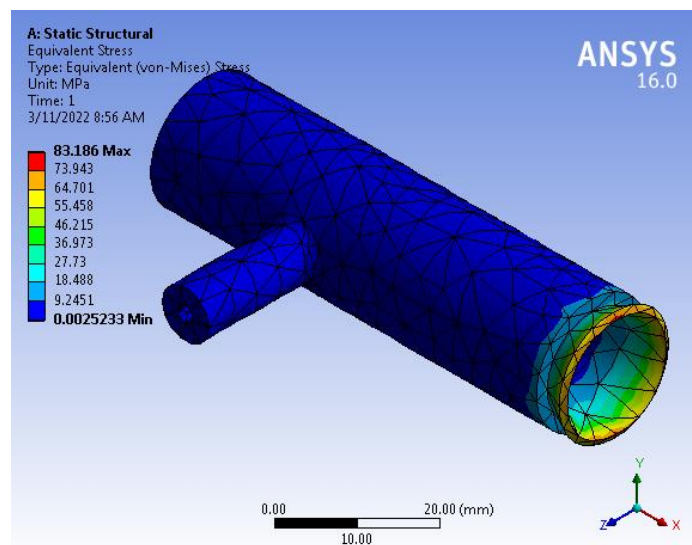 A: Static Structural
Equivalent Stress
Type: Equivalent (von-Mises) Stress
Unit: MPa
Time: 1
3/11/2022 8:56 AM
ANSYS
16.0
83.186 Max
73.943
64.701
55.458
46.215
36.973
27.73
18.488
9.2451
0.0025233 Min
0.00 20.00 (mm)
10.00
Y
Z X